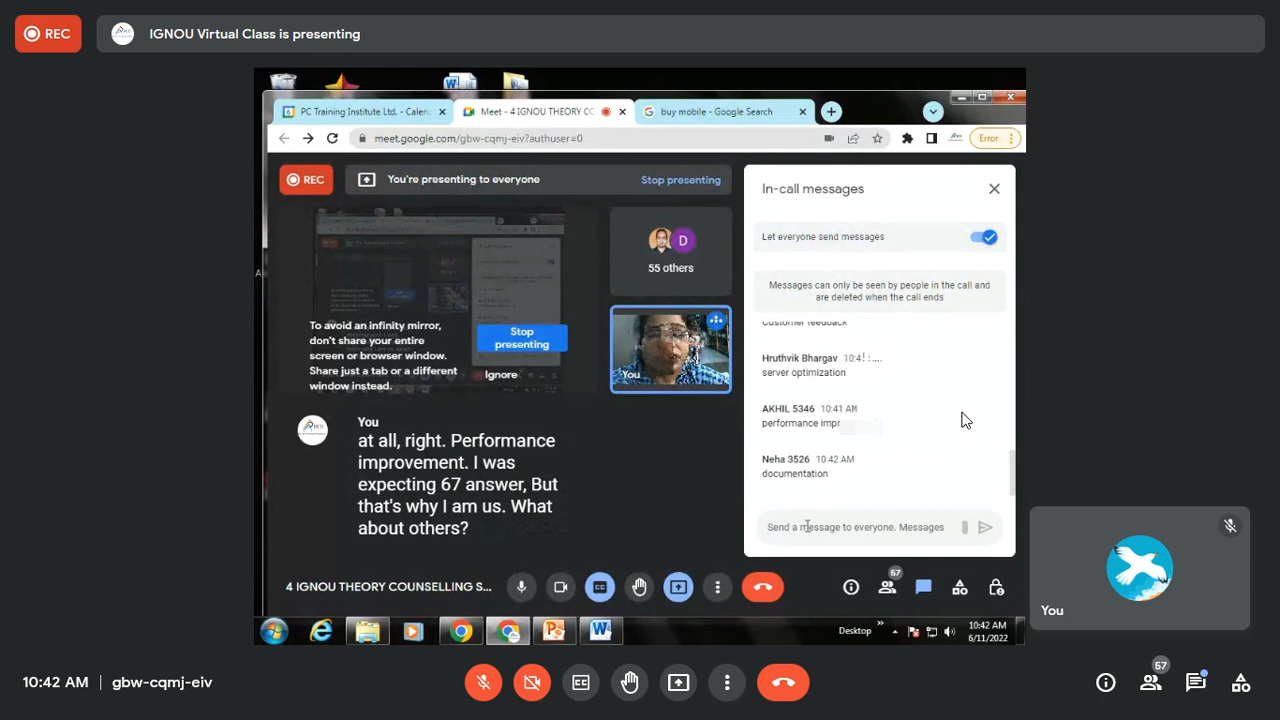 REC
IGNOU Virtual Class is presenting
PC Training Institute Ltd. - Calen
Meet - 4 IGNOU THEORY CC
buy mobile - Google Search
meet.google.com/gbw-cqmj-eiv?authuser=0
Error
REC
You're presenting to everyone
Stop presenting
In-call messages
Let everyone send messages
Messages can only be seen by people in the call and
are deleted when the call ends
D
55 others
To avoid an infinity mirror,
don't share your entire
screen or browser window.
Share just a tab or a different
window instead.
Stop
presenting
Ignore
You
Customer feedback
Hruthvik Bhargav
server optimization
AKHIL 5346 10:41 AM
performance impr
Neha 3526 10:42 AM
documentation
Send a message to everyone. Messages
You
at all, right. Performance
improvement. I was
expecting 67 answer, But
that's why I am us. What
about others?
4 IGNOU THEORY COUNSELLING S...
57
Desktop
10:42 AM
6/11/2022
You
10:42 AM | gbw-cqmj-eiv
57